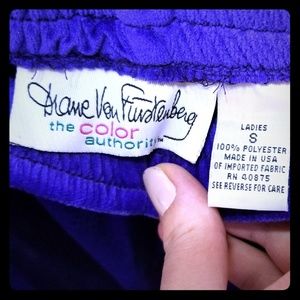 Diane Von Furstenberg
the color
authority™
LADIES
S
100% POLYESTER
MADE IN USA
OF IMPORTED FABRIC
RN 40875
SEE REVERSE FOR CARE